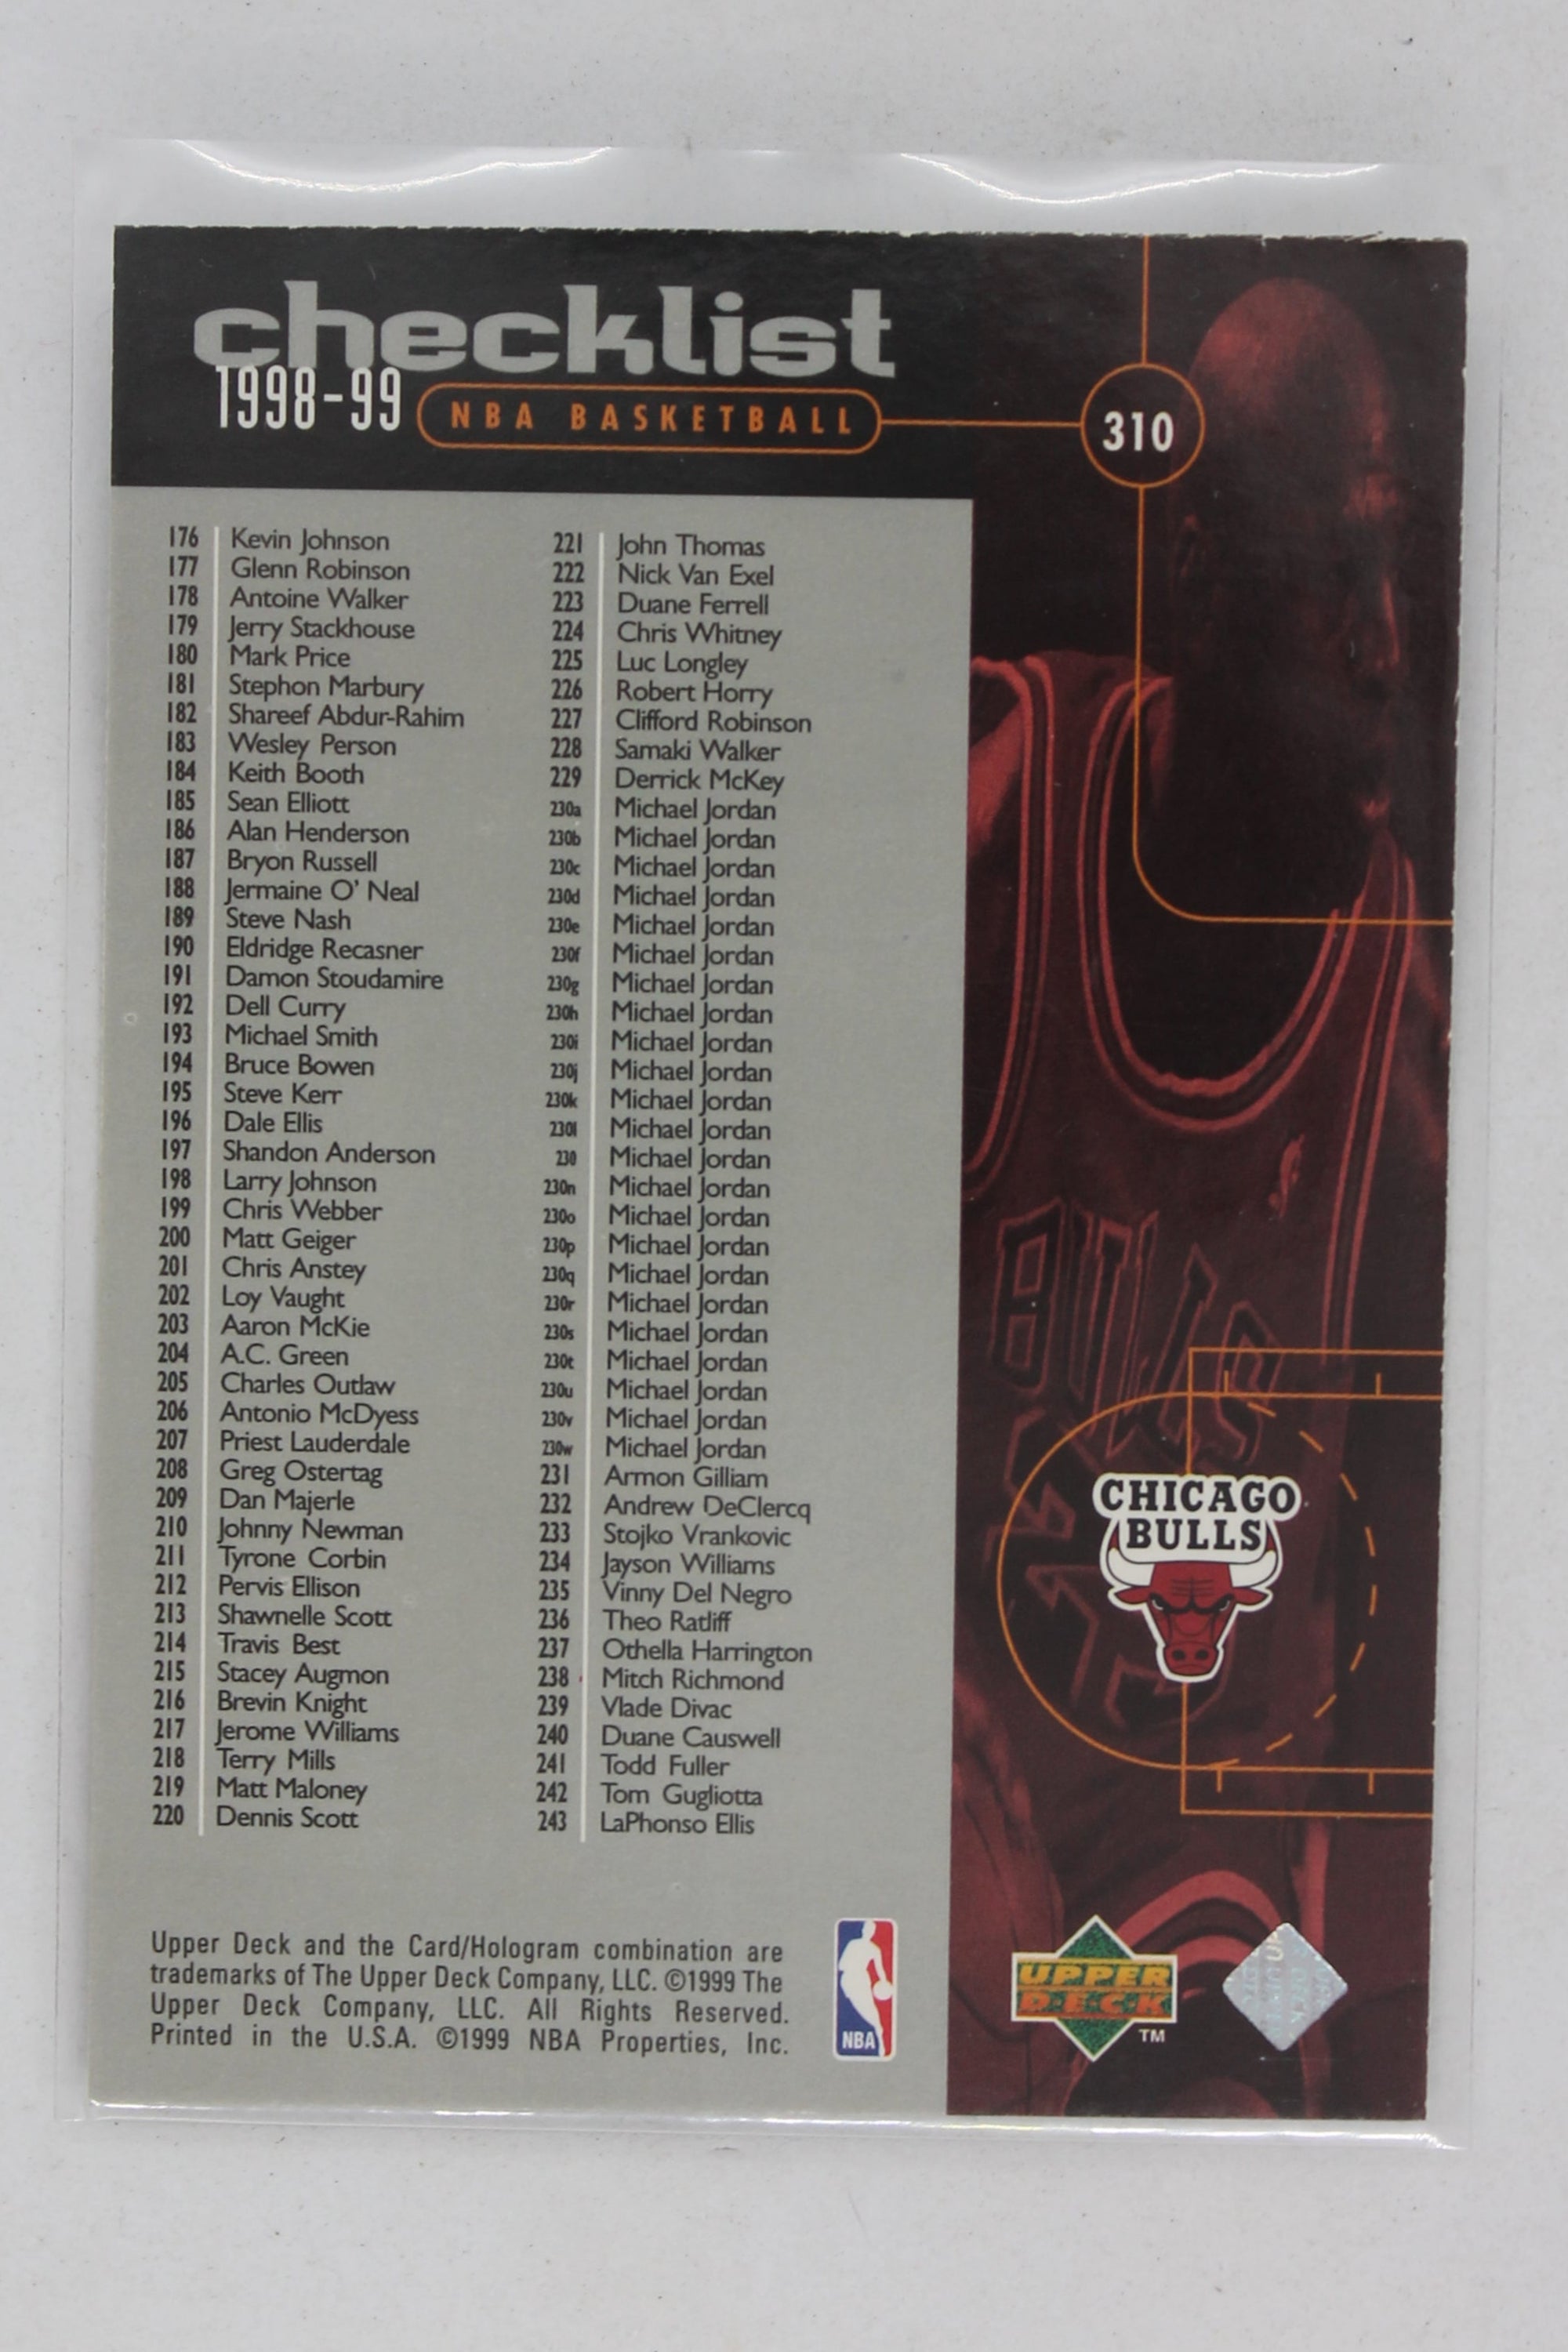 checklist
1998-99 NBA BASKETBALL 310
176 Kevin Johnson
177 Glenn Robinson
178 Antoine Walker
179 Jerry Stackhouse
180 Mark Price
181 Stephon Marbury
182 Shareef Abdur-Rahim
183 Wesley Person
184 Keith Booth
185 Sean Elliott
186 Alan Henderson
187 Bryon Russell
188 Jermaine O' Neal
189 Steve Nash
190 Eldridge Recasner
191 Damon Stoudamire
192 Dell Curry
193 Michael Smith
194 Bruce Bowen
195 Steve Kerr
196 Dale Ellis
197 Shandon Anderson
198 Larry Johnson
199 Chris Webber
200 Matt Geiger
201 Chris Anstey
202 Loy Vaught
203 Aaron McKie
204 A.C. Green
205 Charles Outlaw
206 Antonio McDyess
207 Priest Lauderdale
208 Greg Ostertag
209 Dan Majerle
210 Johnny Newman
211 Tyrone Corbin
212 Pervis Ellison
213 Shawnelle Scott
214 Travis Best
215 Stacey Augmon
216 Brevin Knight
217 Jerome Williams
218 Terry Mills
219 Matt Maloney
220 Dennis Scott
221 John Thomas
222 Nick Van Exel
223 Duane Ferrell
224 Chris Whitney
225 Luc Longley
226 Robert Horry
227 Clifford Robinson
228 Samaki Walker
229 Derrick McKey
230a Michael Jordan
230b Michael Jordan
230c Michael Jordan
230d Michael Jordan
230e Michael Jordan
230f Michael Jordan
230g Michael Jordan
230h Michael Jordan
230i Michael Jordan
230j Michael Jordan
230k Michael Jordan
230l Michael Jordan
230 Michael Jordan
230n Michael Jordan
230o Michael Jordan
230p Michael Jordan
230q Michael Jordan
230r Michael Jordan
230s Michael Jordan
230t Michael Jordan
230u Michael Jordan
230v Michael Jordan
230w Michael Jordan
231 Armon Gilliam
232 Andrew DeClercq
233 Stojko Vrankovic
234 Jayson Williams
235 Vinny Del Negro
236 Theo Ratliff
237 Othella Harrington
238 Mitch Richmond
239 Vlade Divac
240 Duane Causwell
241 Todd Fuller
242 Tom Gugliotta
243 LaPhonso Ellis
BULLS
23
CHICAGO
BULLS
Upper Deck and the Card/Hologram combination are
trademarks of The Upper Deck Company, LLC. ©1999 The
Upper Deck Company, LLC. All Rights Reserved.
Printed in the U.S.A. ©1999 NBA Properties, Inc.
NBA
UPPER
DECK
TM